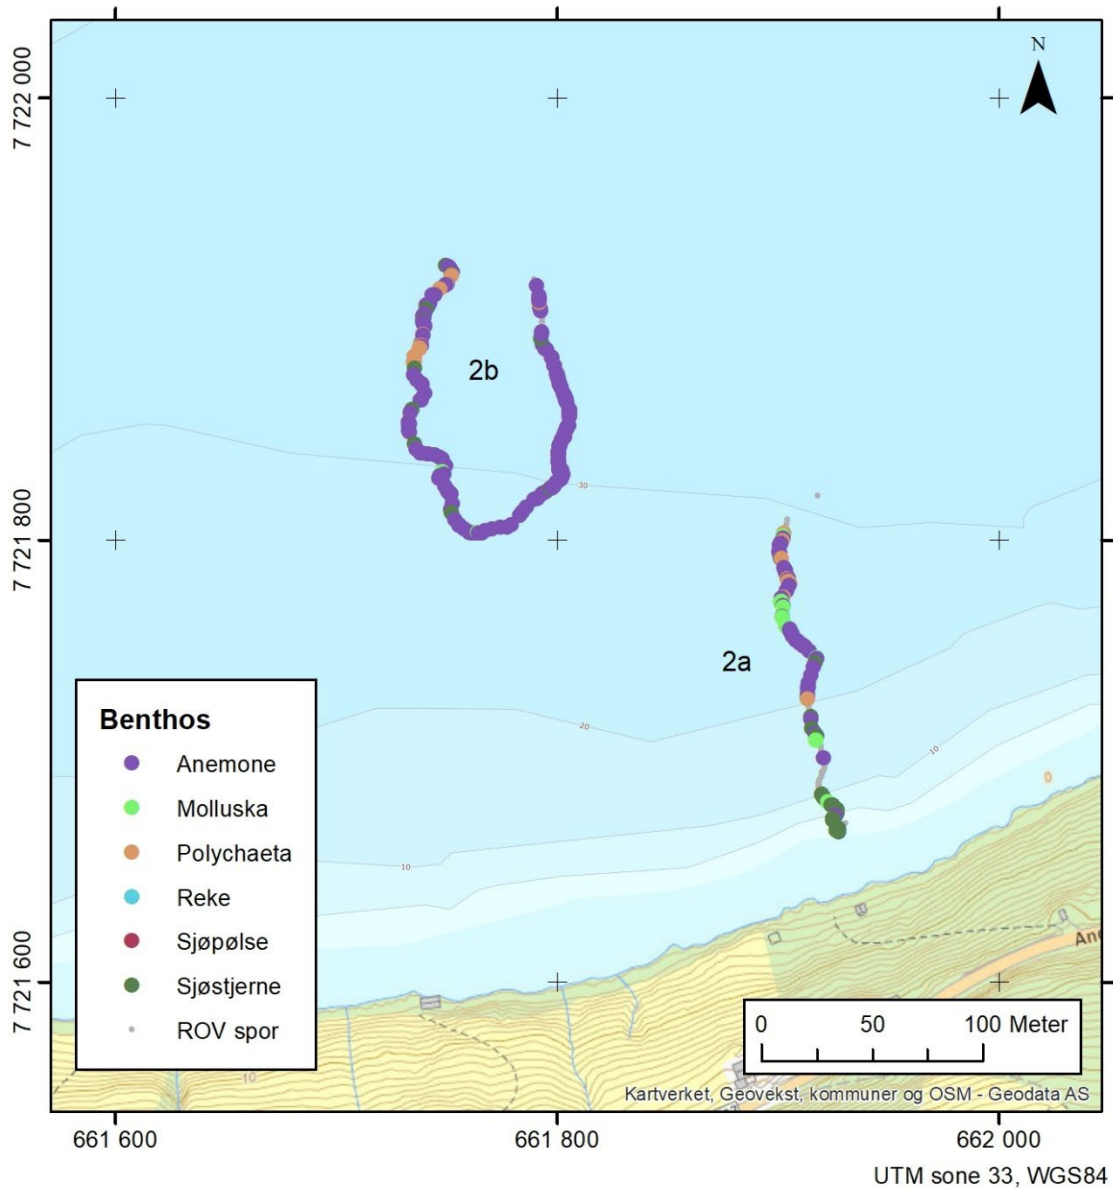 N
7 722 000
2b
30
7 721 800
2a
20
10
0
10
Benthos
Anemone
Molluska
Polychaeta
Reke
Sjøpølse
Sjøstjerne
ROV spor
7 721 600
10
0 50 100 Meter
Kartverket, Geovekst, kommuner og OSM - Geodata AS
661 600 661 800 662 000
UTM sone 33, WGS84